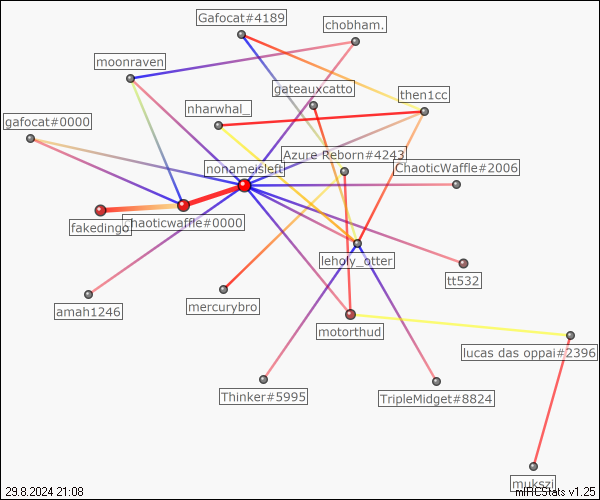 Gafocat#4189
chobham.
moonraven
gateauxcatto
then1cc
nharwhal_
gafocat#0000
Azure Reborn#4243
nonameisleft
ChaoticWaffle#2006
chaoticwaffle#0000
fakedingo
leholy_otter
tt532
amah1246
mercurybro
motorthud
lucas das oppai#2396
Thinker#5995
TripleMidget#8824
mukszi
29.8.2024 21:08
mIRCStats v1.25